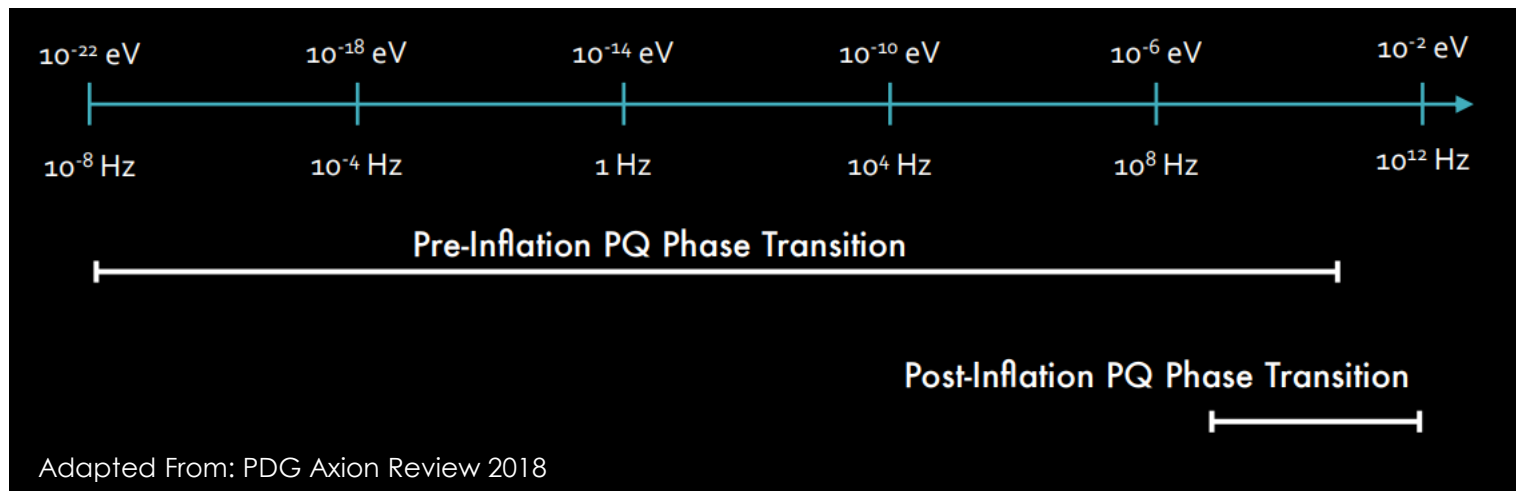 10⁻²² eV 10⁻¹⁸ eV 10⁻¹⁴ eV 10⁻¹⁰ eV 10⁻⁶ eV 10⁻² eV
10⁻⁸ Hz 10⁻⁴ Hz 1 Hz 10⁴ Hz 10⁸ Hz 10¹² Hz
Pre-Inflation PQ Phase Transition
Post-Inflation PQ Phase Transition
Adapted From: PDG Axion Review 2018